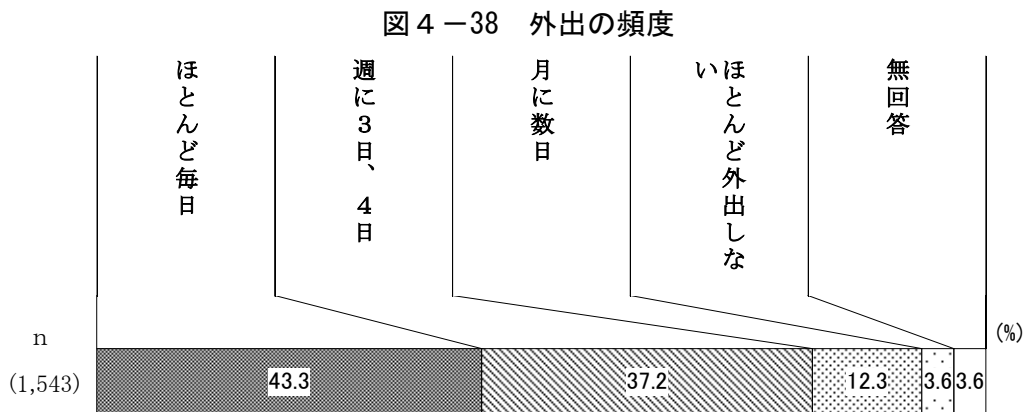 図４－38　外出の頻度
ほとんど毎日
週に３日、４日
月に数日
ほとんど外出しな
い
無回答
(%)
n
(1,543)
43.3
37.2
12.3
3.6
3.6